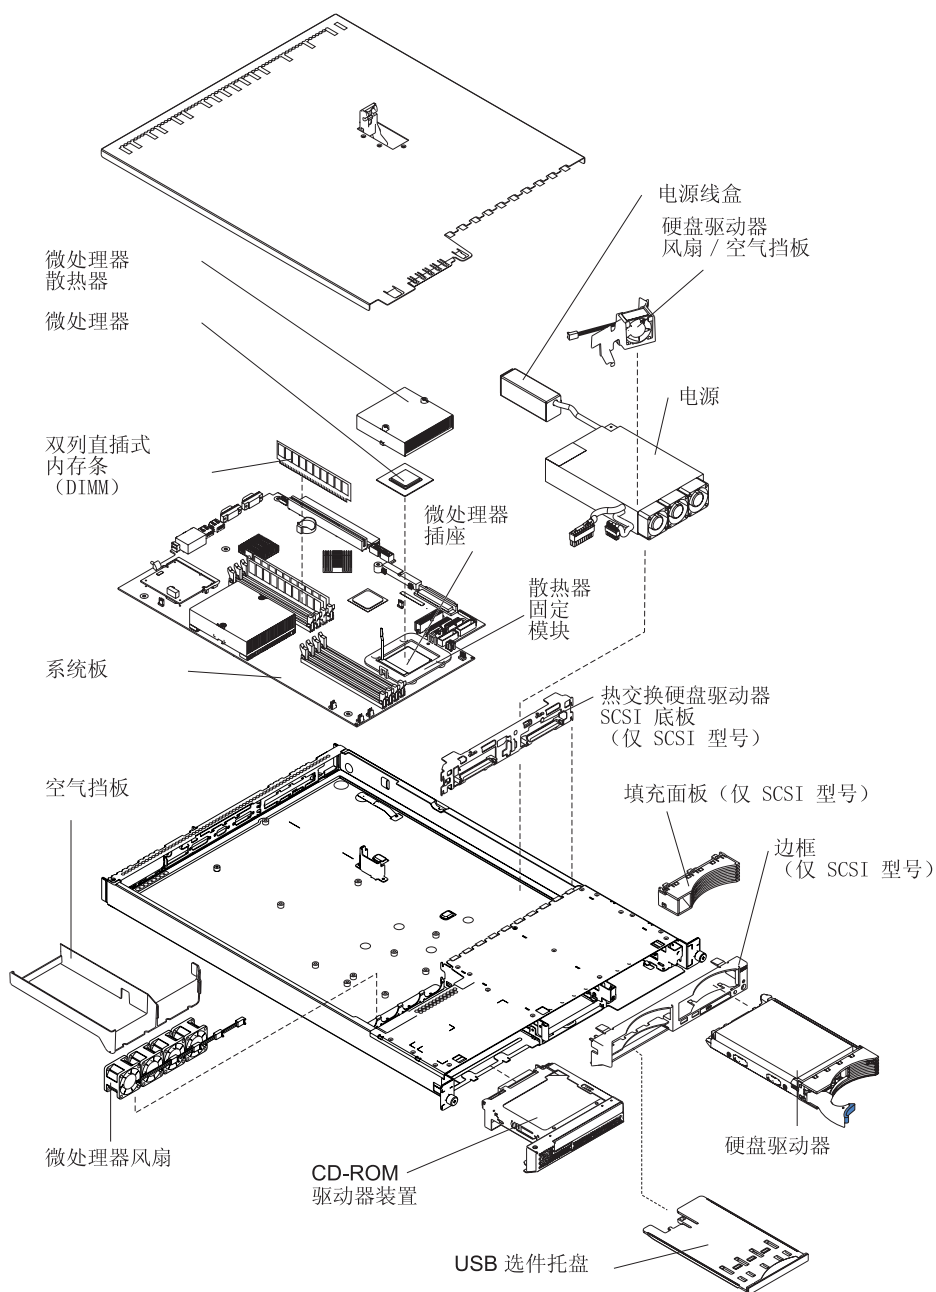 电源线盒
硬盘驱动器
风扇 / 空气挡板
微处理器
散热器
微处理器
电源
双列直插式
内存条
（DIMM）
微处理器
插座
散热器
固定
模块
系统板
热交换硬盘驱动器
SCSI 底板
（仅 SCSI 型号）
空气挡板
填充面板（仅 SCSI 型号）
边框
（仅 SCSI 型号）
硬盘驱动器
微处理器风扇
CD-ROM
驱动器装置
USB 选件托盘